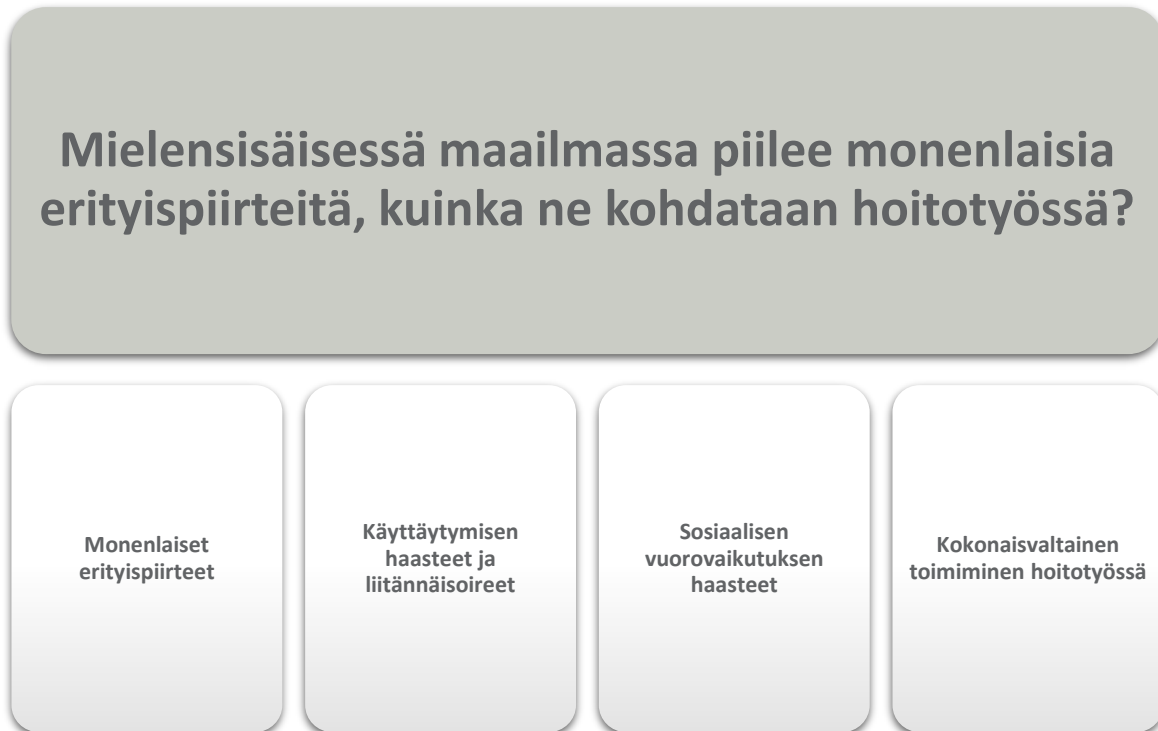 Mielensisäisessä maailmassa piilee monenlaisia
erityispiirteitä, kuinka ne kohdataan hoitotyössä?
Monenlaiset
erityispiirteet
Käyttäytymisen
haasteet ja
liitännäisoireet
Sosiaalisen
vuorovaikutuksen
haasteet
Kokonaisvaltainen
toimiminen hoitotyössä